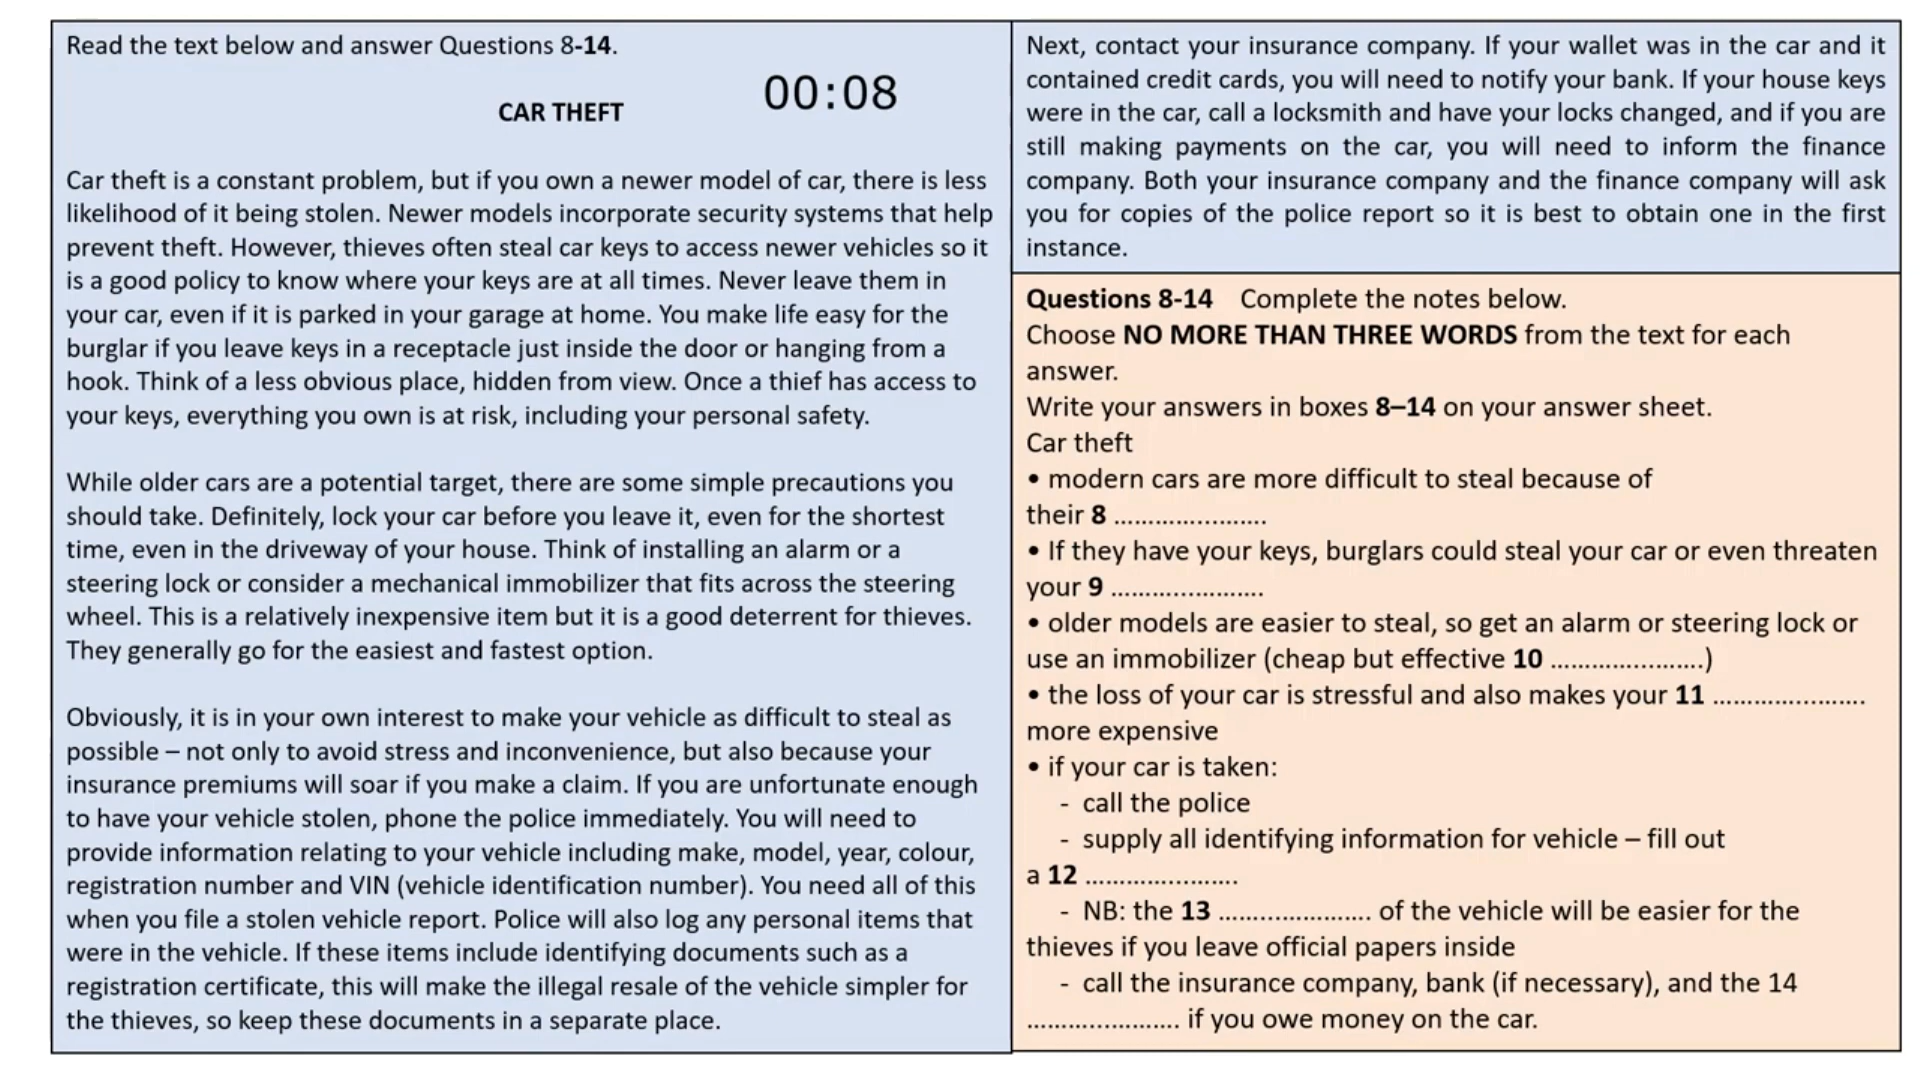 Read the text below and answer Questions 8-14.
00:08
CAR THEFT
Car theft is a constant problem, but if you own a newer model of car, there is less
likelihood of it being stolen. Newer models incorporate security systems that help
prevent theft. However, thieves often steal car keys to access newer vehicles so it
is a good policy to know where your keys are at all times. Never leave them in
your car, even if it is parked in your garage at home. You make life easy for the
burglar if you leave keys in a receptacle just inside the door or hanging from a
hook. Think of a less obvious place, hidden from view. Once a thief has access to
your keys, everything you own is at risk, including your personal safety.
While older cars are a potential target, there are some simple precautions you
should take. Definitely, lock your car before you leave it, even for the shortest
time, even in the driveway of your house. Think of installing an alarm or a
steering lock or consider a mechanical immobilizer that fits across the steering
wheel. This is a relatively inexpensive item but it is a good deterrent for thieves.
They generally go for the easiest and fastest option.
Obviously, it is in your own interest to make your vehicle as difficult to steal as
possible – not only to avoid stress and inconvenience, but also because your
insurance premiums will soar if you make a claim. If you are unfortunate enough
to have your vehicle stolen, phone the police immediately. You will need to
provide information relating to your vehicle including make, model, year, colour,
registration number and VIN (vehicle identification number). You need all of this
when you file a stolen vehicle report. Police will also log any personal items that
were in the vehicle. If these items include identifying documents such as a
registration certificate, this will make the illegal resale of the vehicle simpler for
the thieves, so keep these documents in a separate place.
Next, contact your insurance company. If your wallet was in the car and it
contained credit cards, you will need to notify your bank. If your house keys
were in the car, call a locksmith and have your locks changed, and if you are
still making payments on the car, you will need to inform the finance
company. Both your insurance company and the finance company will ask
you for copies of the police report so it is best to obtain one in the first
instance.
Questions 8-14 Complete the notes below.
Choose NO MORE THAN THREE WORDS from the text for each
answer.
Write your answers in boxes 8–14 on your answer sheet.
Car theft
• modern cars are more difficult to steal because of
their 8 ......................
• If they have your keys, burglars could steal your car or even threaten
your 9 ......................
• older models are easier to steal, so get an alarm or steering lock or
use an immobilizer (cheap but effective 10 ......................)
• the loss of your car is stressful and also makes your 11 ......................
more expensive
• if your car is taken:
- call the police
- supply all identifying information for vehicle – fill out
a 12 ......................
- NB: the 13 ...................... of the vehicle will be easier for the
thieves if you leave official papers inside
- call the insurance company, bank (if necessary), and the 14
...................... if you owe money on the car.